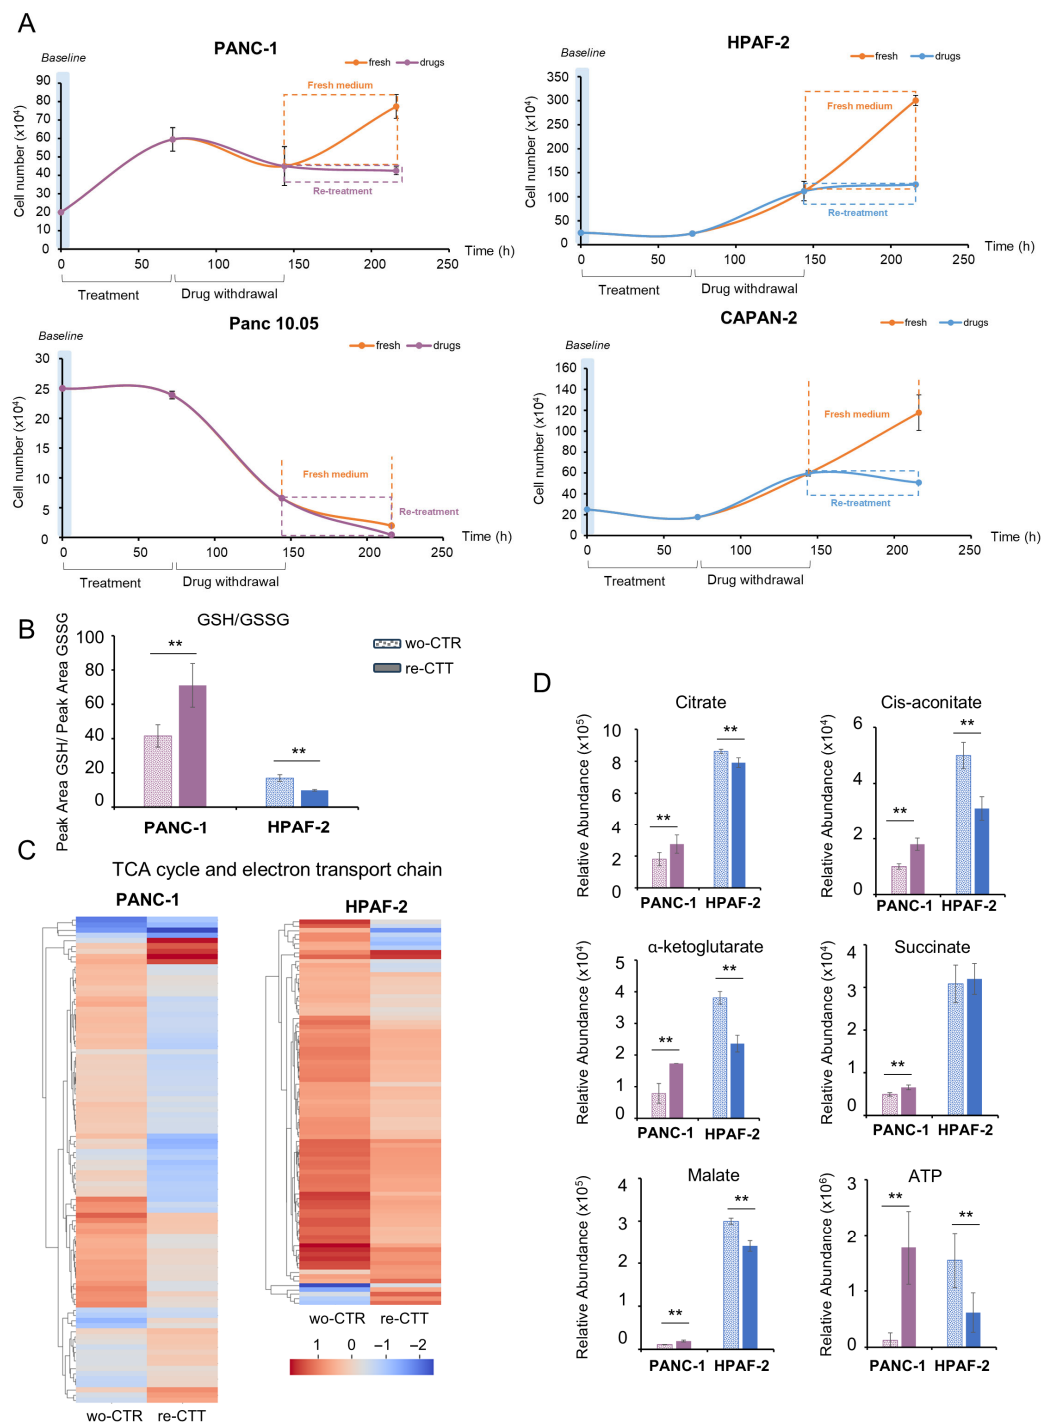 A
PANC-1
Baseline
fresh
drugs
Fresh medium
Re-treatment
Cell number (x10⁴)
90
80
70
60
50
40
30
20
10
0
0
50
100
150
200
250
Time (h)
Treatment
Drug withdrawal
HPAF-2
Baseline
fresh
drugs
Fresh medium
Re-treatment
Cell number (x10⁴)
350
300
250
200
150
100
50
0
0
50
100
150
200
250
Time (h)
Treatment
Drug withdrawal
Panc 10.05
Baseline
fresh
drugs
Fresh medium
Re-treatment
Cell number (x10⁴)
30
25
20
15
10
5
0
0
50
100
150
200
250
Time (h)
Treatment
Drug withdrawal
CAPAN-2
Baseline
fresh
drugs
Fresh medium
Re-treatment
Cell number (x10⁴)
160
140
120
100
80
60
40
20
0
0
50
100
150
200
250
Time (h)
Treatment
Drug withdrawal
B
GSH/GSSG
Peak Area GSH/ Peak Area GSSG
100
80
60
40
20
0
**
**
PANC-1
HPAF-2
wo-CTR
re-CTT
C
TCA cycle and electron transport chain
PANC-1
HPAF-2
wo-CTR
re-CTT
wo-CTR
re-CTT
1
0
−1
−2
D
Citrate
Relative Abundance (x10⁵)
10
8
6
4
2
0
**
**
PANC-1
HPAF-2
Cis-aconitate
Relative Abundance (x10⁴)
6
4
2
0
**
**
PANC-1
HPAF-2
α-ketoglutarate
Relative Abundance (x10⁴)
5
4
3
2
1
0
**
**
PANC-1
HPAF-2
Succinate
Relative Abundance (x10⁴)
4
3
2
1
0
**
PANC-1
HPAF-2
Malate
Relative Abundance (x10⁵)
4
3
2
1
0
**
**
PANC-1
HPAF-2
ATP
Relative Abundance (x10⁶)
3
2
1
0
**
**
PANC-1
HPAF-2